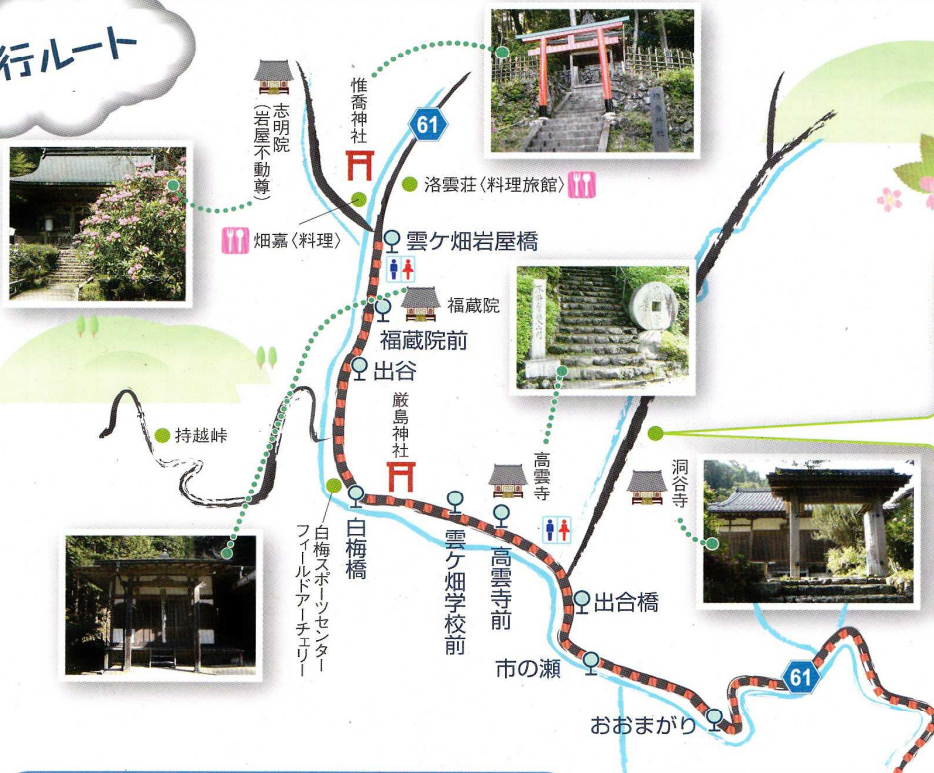 行ルート
志明院
（岩屋不動尊）
惟喬神社
61
洛雲荘〈料理旅館〉
畑嘉〈料理〉
雲ケ畑岩屋橋
福蔵院
福蔵院前
出谷
持越峠
厳島神社
高雲寺
洞谷寺
白梅橋
白梅スポーツセンター
フィールドアーチェリー
雲ケ畑学校前
高雲寺前
出合橋
市の瀬
61
おおまがり